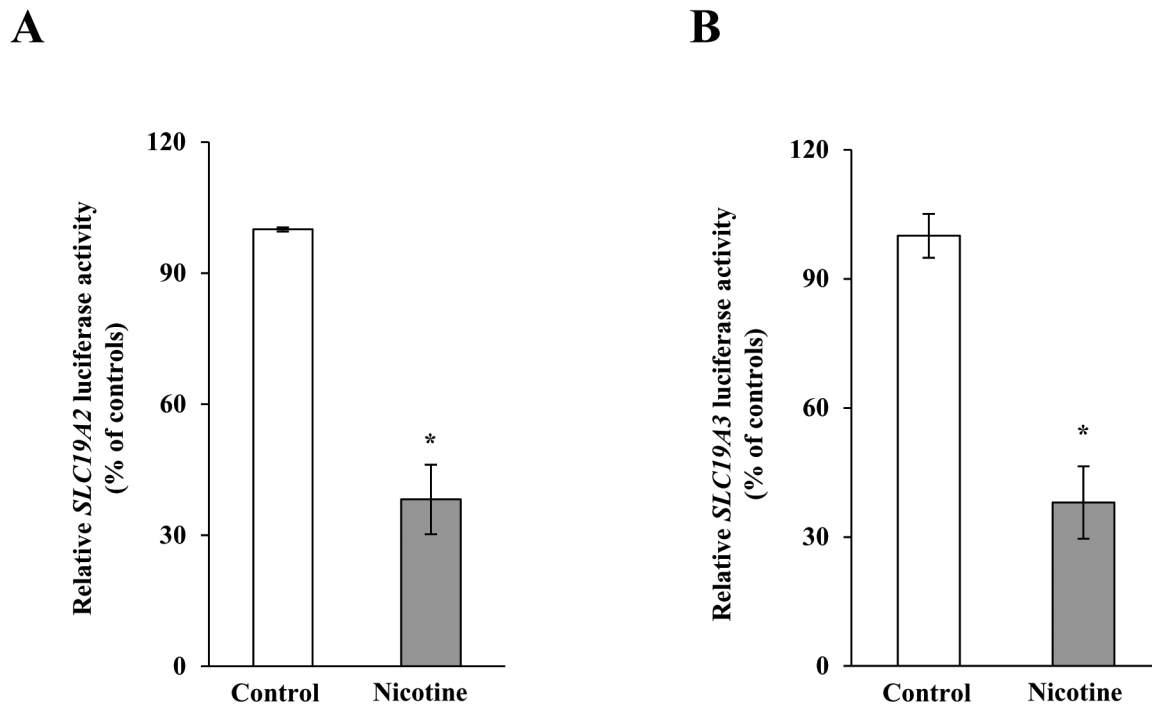 A
Relative SLC19A2 luciferase activity
(% of controls)
120
90
60
30
0
*
Control
Nicotine
B
Relative SLC19A3 luciferase activity
(% of controls)
120
90
60
30
0
*
Control
Nicotine